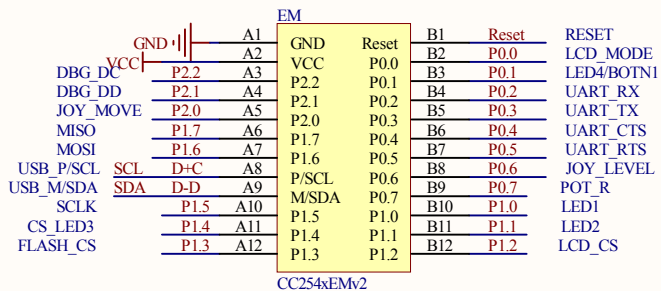 EM
GND A1 GND Reset B1 Reset RESET
VCC A2 VCC P0.0 B2 P0.0 LCD_MODE
DBG_DC P2.2 A3 P2.2 P0.1 B3 P0.1 LED4/BOTN1
DBG_DD P2.1 A4 P2.1 P0.2 B4 P0.2 UART_RX
JOY_MOVE P2.0 A5 P2.0 P0.3 B5 P0.3 UART_TX
MISO P1.7 A6 P1.7 P0.4 B6 P0.4 UART_CTS
MOSI P1.6 A7 P1.6 P0.5 B7 P0.5 UART_RTS
USB_P/SCL SCL D+C A8 P/SCL P0.6 B8 P0.6 JOY_LEVEL
USB_M/SDA SDA D-D A9 M/SDA P0.7 B9 P0.7 POT_R
SCLK P1.5 A10 P1.5 P1.0 B10 P1.0 LED1
CS_LED3 P1.4 A11 P1.4 P1.1 B11 P1.1 LED2
FLASH_CS P1.3 A12 P1.3 P1.2 B12 P1.2 LCD_CS
CC254xEMv2